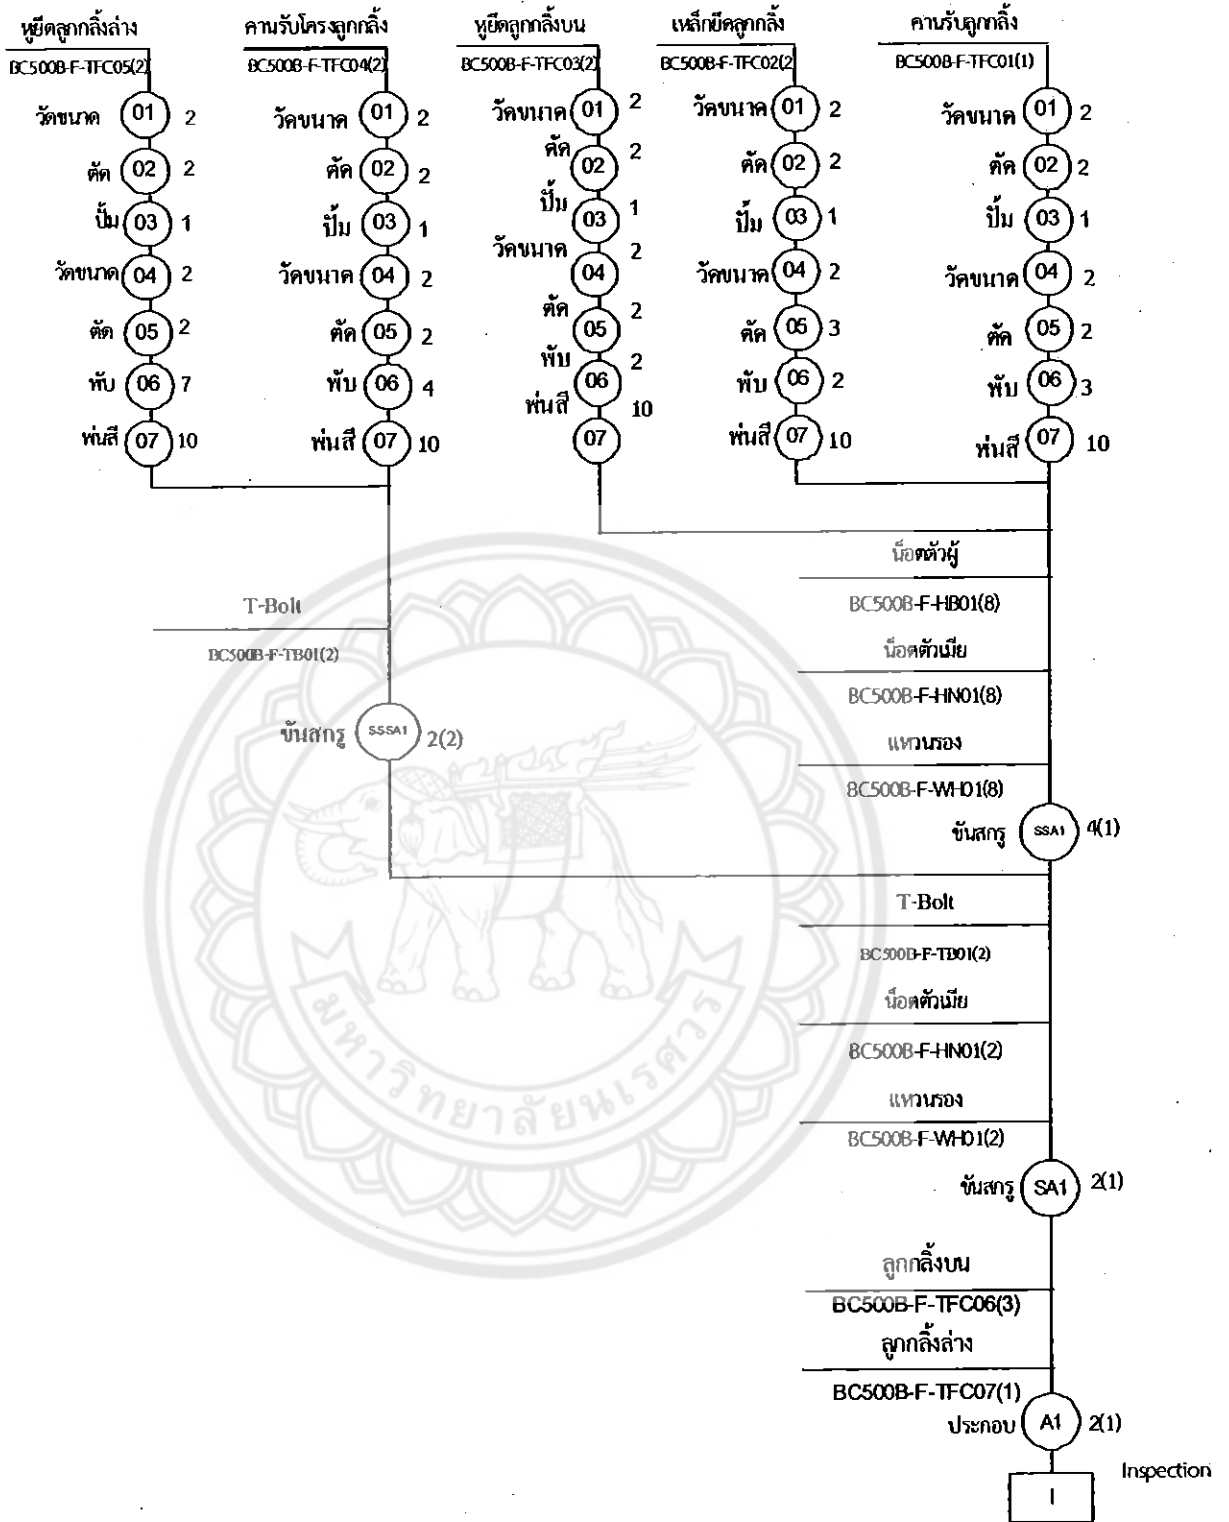 หูยึดลูกกลิ้งล่าง
BC500B-F-TFC05(2)
วัดขนาด 01 2
ตัด 02 2
ปั้ม 03 1
วัดขนาด 04 2
ตัด 05 2
พับ 06 7
พ่นสี 07 10
คานรับโครงลูกกลิ้ง
BC500B-F-TFC04(2)
วัดขนาด 01 2
ตัด 02 2
ปั้ม 03 1
วัดขนาด 04 2
ตัด 05 2
พับ 06 4
พ่นสี 07 10
หูยึดลูกกลิ้งบน
BC500B-F-TFC03(2)
วัดขนาด 01 2
ตัด 02 2
ปั้ม 03 1
วัดขนาด 04 2
ตัด 05 2
พับ 06 2
พ่นสี 07 10
เหล็กยึดลูกกลิ้ง
BC500B-F-TFC02(2)
วัดขนาด 01 2
ตัด 02 2
ปั้ม 03 1
วัดขนาด 04 2
ตัด 05 3
พับ 06 2
พ่นสี 07 10
คานรับลูกกลิ้ง
BC500B-F-TFC01(1)
วัดขนาด 01 2
ตัด 02 2
ปั้ม 03 1
วัดขนาด 04 2
ตัด 05 2
พับ 06 3
พ่นสี 07 10
T-Bolt
BC500B-F-TB01(2)
ขันสกรู SSSA1 2(2)
น็อตตัวผู้
BC500B-F-HB01(8)
น็อตตัวเมีย
BC500B-F-HN01(8)
แหวนรอง
BC500B-F-WH01(8)
ขันสกรู SSA1 4(1)
T-Bolt
BC500B-F-TB01(2)
น็อตตัวเมีย
BC500B-F-HN01(2)
แหวนรอง
BC500B-F-WH01(2)
ขันสกรู SA1 2(1)
ลูกกลิ้งบน
BC500B-F-TFC06(3)
ลูกกลิ้งล่าง
BC500B-F-TFC07(1)
ประกอบ A1 2(1)
Inspection
I
มหาวิทยาลัยนเรศวร